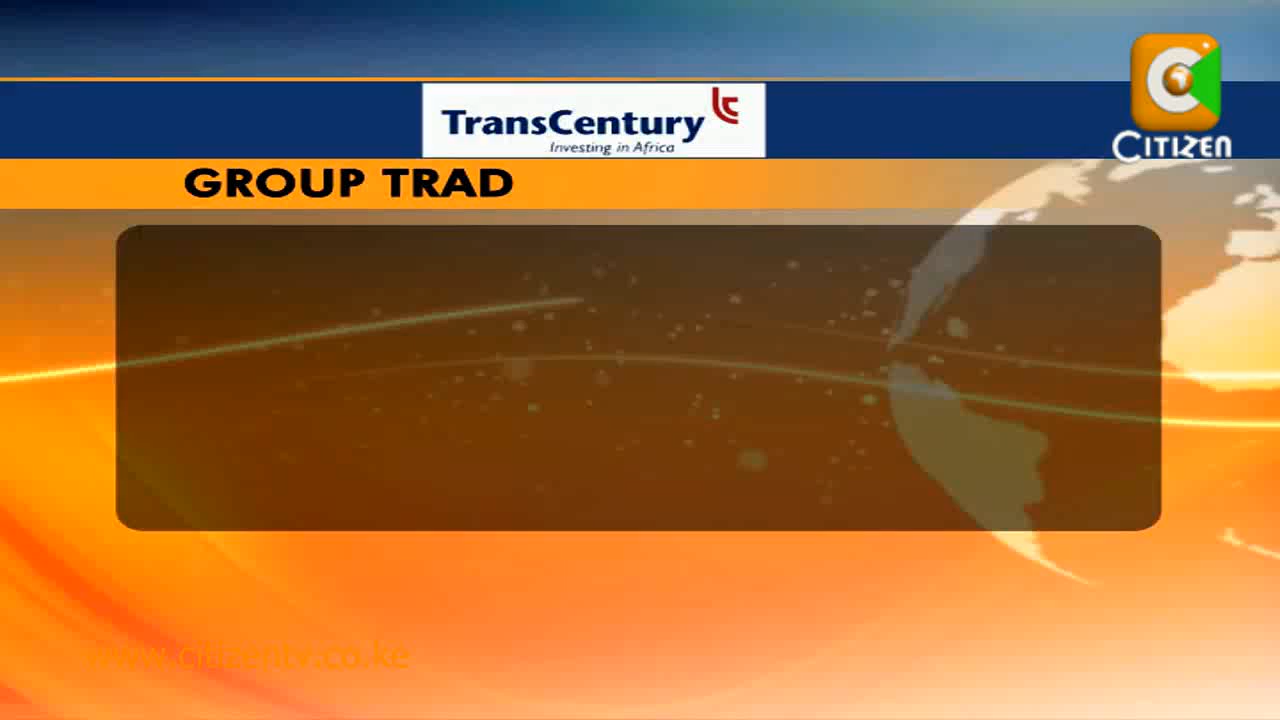 TransCentury
Investing in Africa
CITIZEN
GROUP TRAD
www.citizentv.co.ke